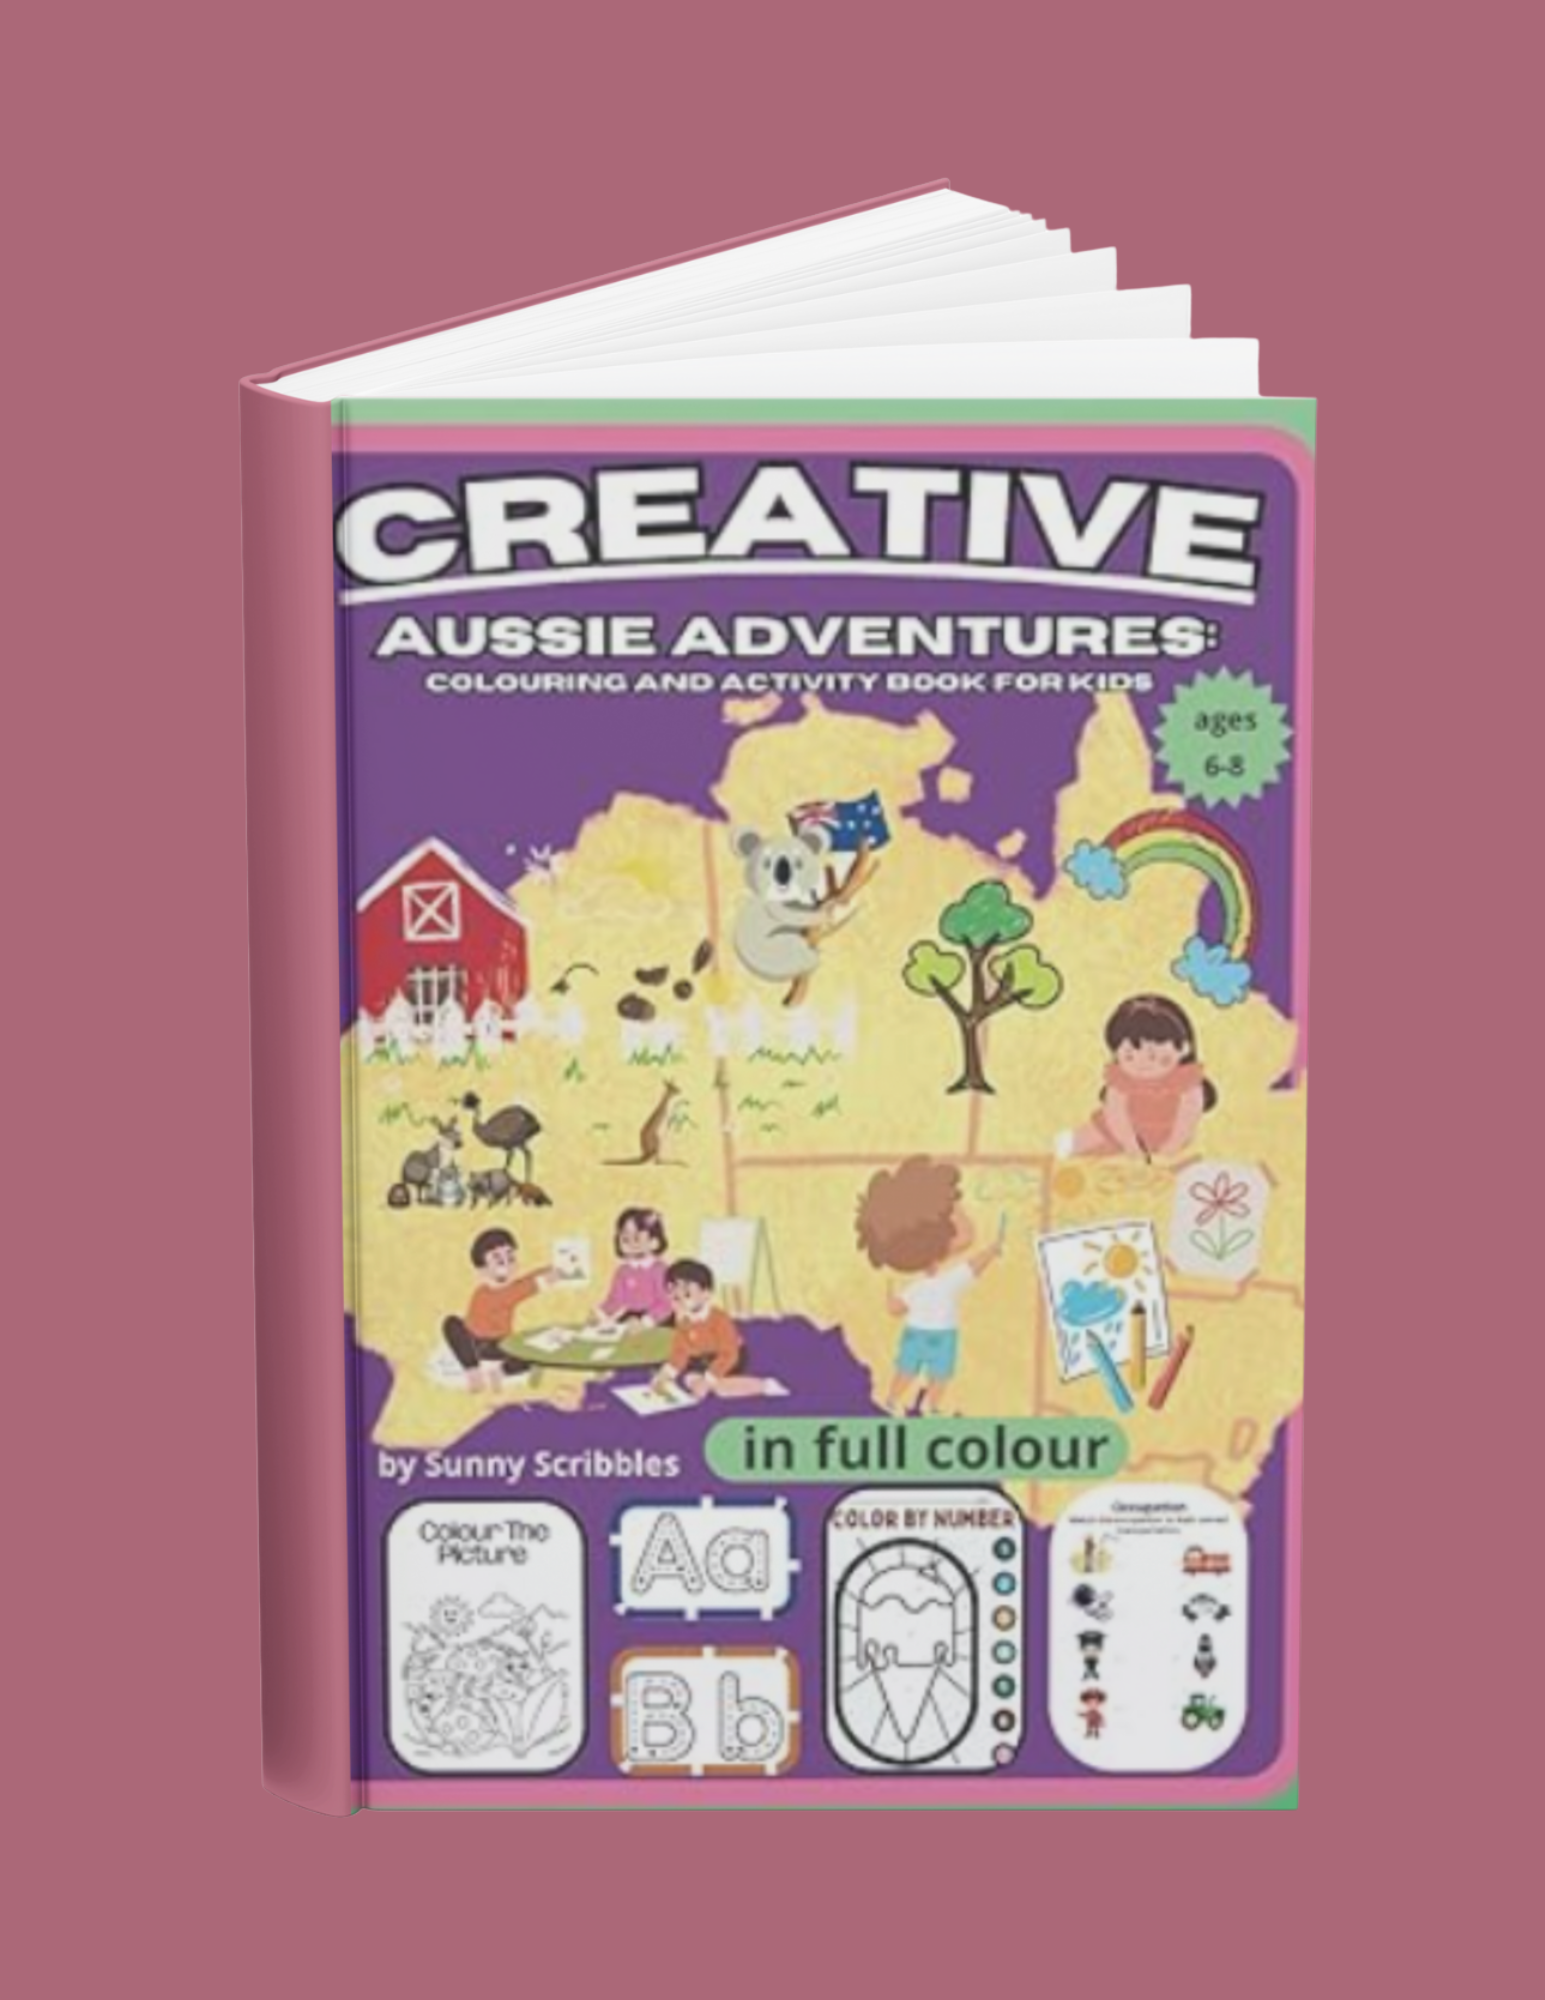 CREATIVE
AUSSIE ADVENTURES:
COLOURING AND ACTIVITY BOOK FOR KIDS
ages
6-8
by Sunny Scribbles
in full colour
Colour The
Picture
Aa
Bb
COLOR BY NUMBER
Occupation